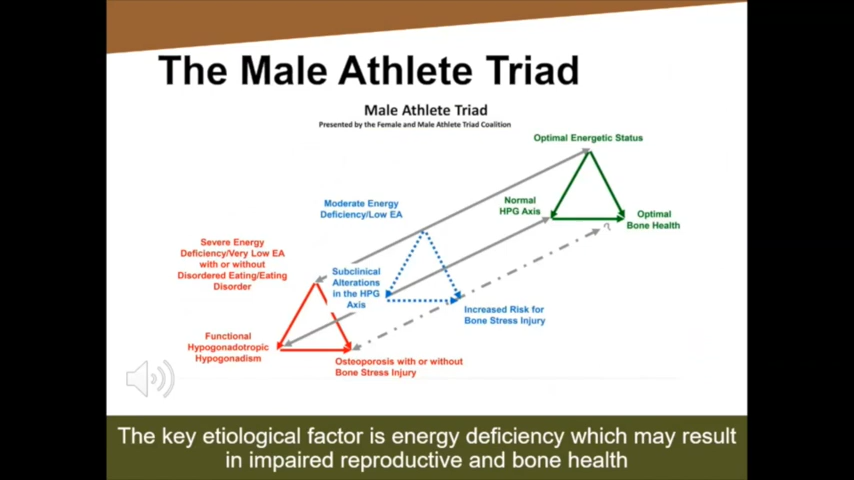 The Male Athlete Triad
Male Athlete Triad
Presented by the Female and Male Athlete Triad Coalition
Optimal Energetic Status
Normal
HPG Axis
Optimal
Bone Health
?
Moderate Energy
Deficiency/Low EA
Subclinical
Alterations
in the HPG
Axis
Increased Risk for
Bone Stress Injury
Severe Energy
Deficiency/Very Low EA
with or without
Disordered Eating/Eating
Disorder
Functional
Hypogonadotropic
Hypogonadism
Osteoporosis with or without
Bone Stress Injury
The key etiological factor is energy deficiency which may result
in impaired reproductive and bone health